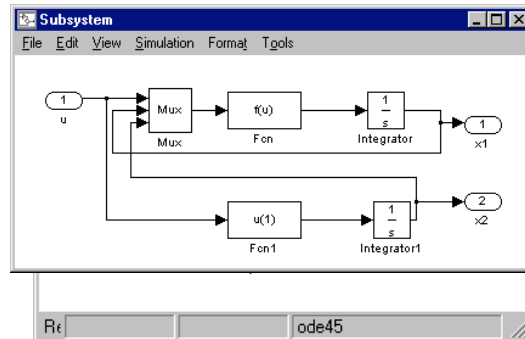 Subsystem
File Edit View Simulation Format Tools
1
u
Mux
Mux
f(u)
Fcn
1
s
Integrator
1
x1
u(1)
Fcn1
1
s
Integrator1
2
x2
ode45